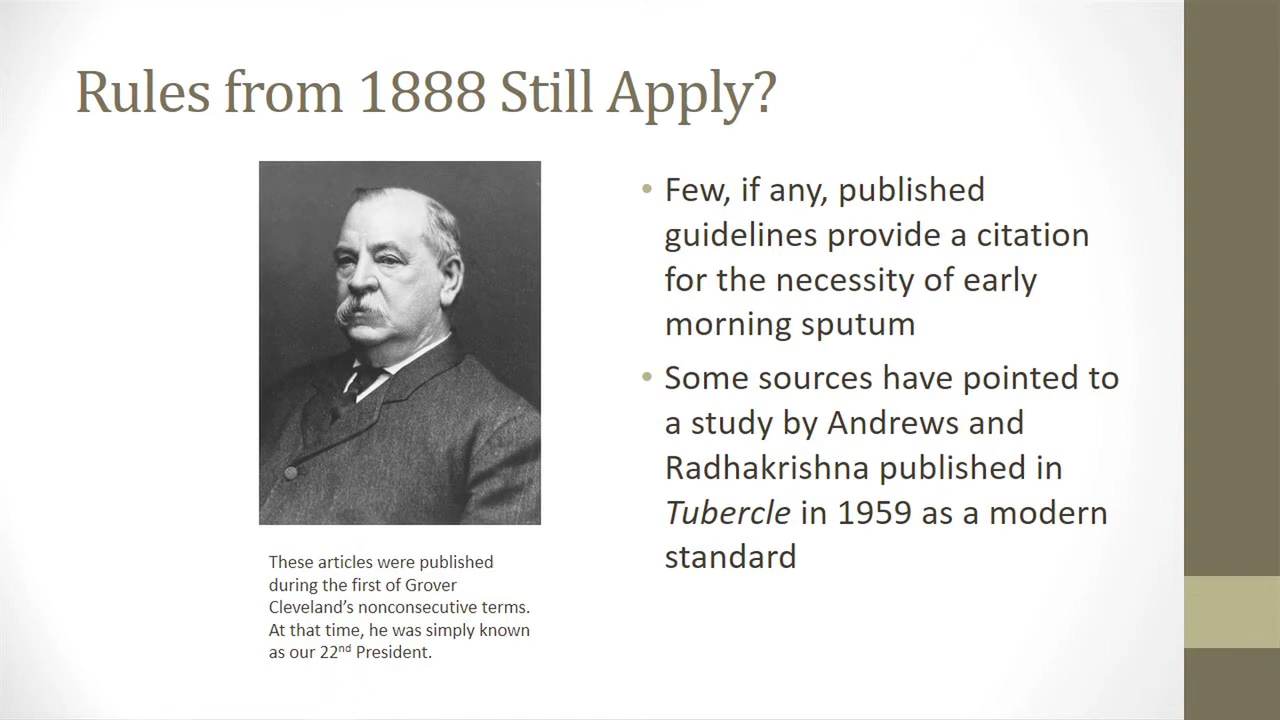 Rules from 1888 Still Apply?
• Few, if any, published
guidelines provide a citation
for the necessity of early
morning sputum
• Some sources have pointed to
a study by Andrews and
Radhakrishna published in
Tubercle in 1959 as a modern
standard
These articles were published
during the first of Grover
Cleveland’s nonconsecutive terms.
At that time, he was simply known
as our 22nd President.